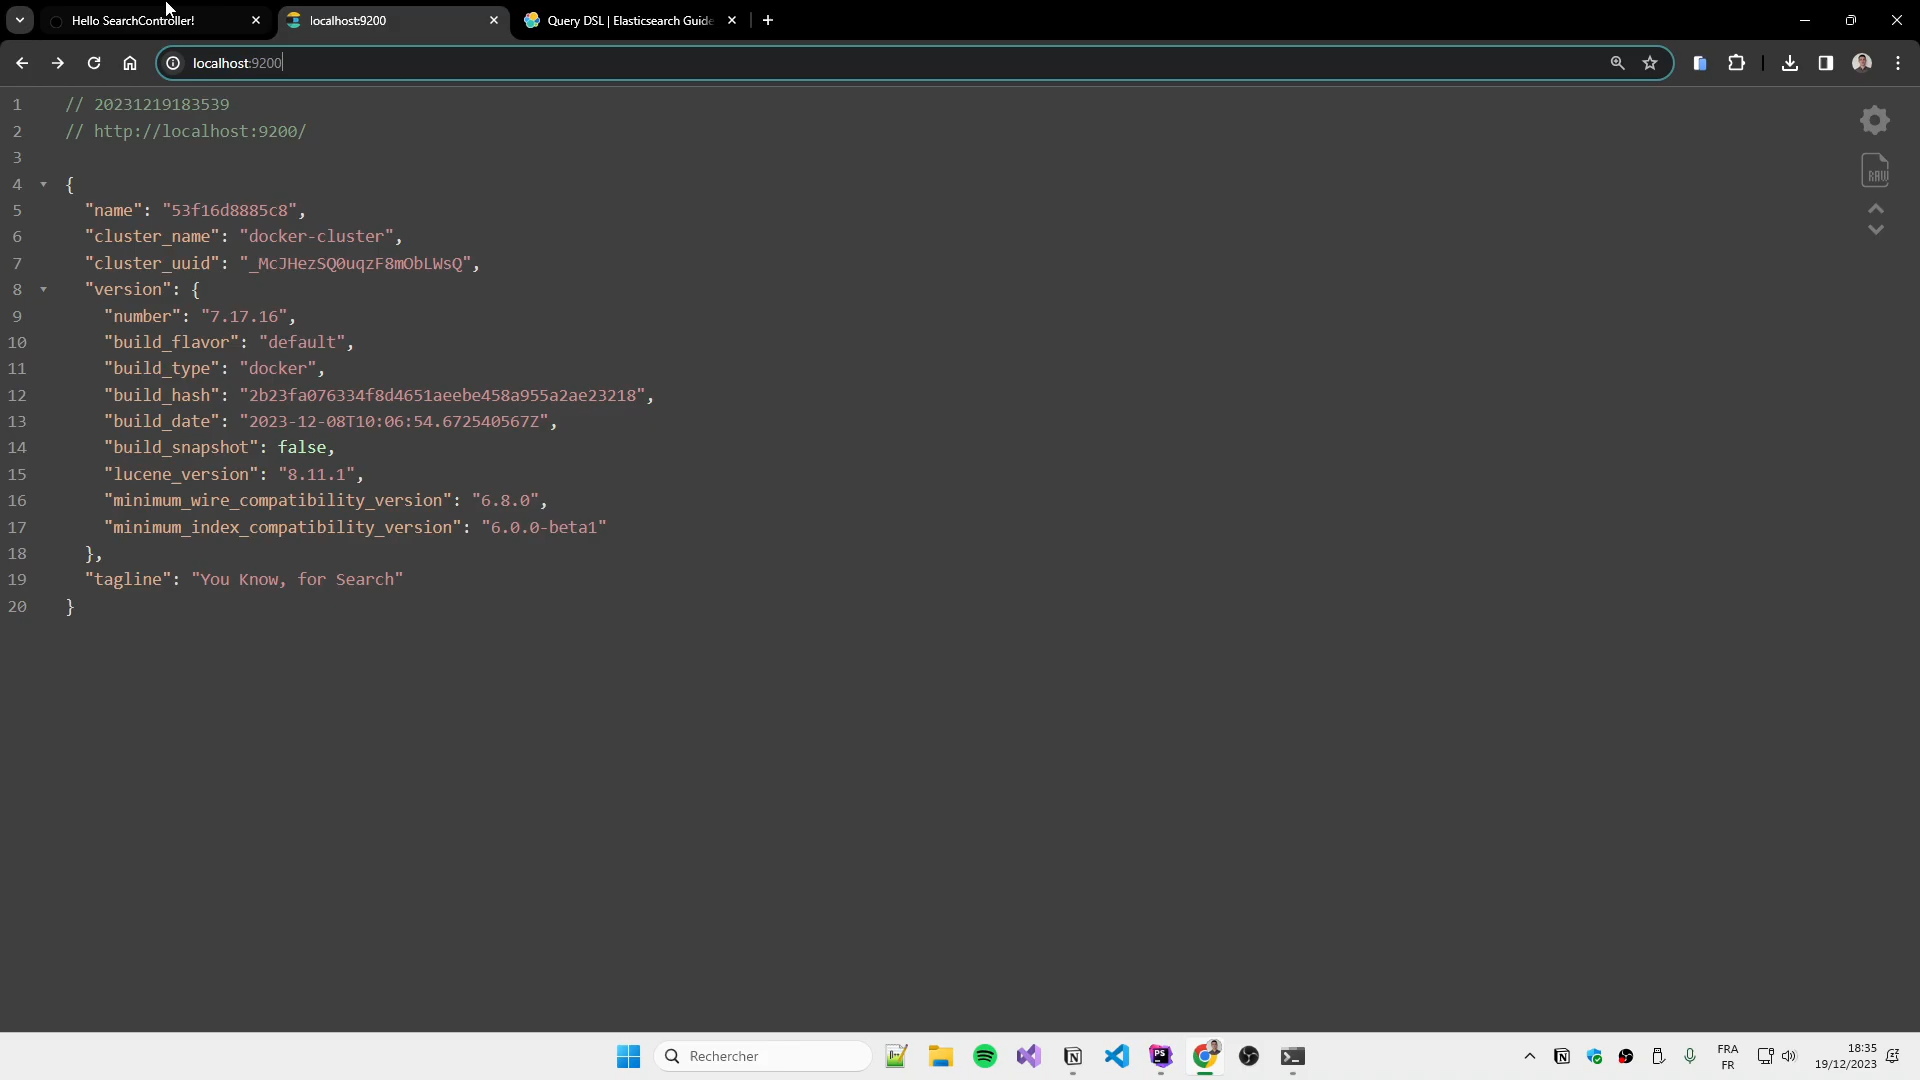 Hello SearchController!
localhost:9200
Query DSL | Elasticsearch Guide
localhost:9200
1 // 20231219183539
2 // http://localhost:9200/
3
4 {
5 "name": "53f16d8885c8",
6 "cluster_name": "docker-cluster",
7 "cluster_uuid": "_McJHezSQ0uqzF8mObLWsQ",
8 "version": {
9 "number": "7.17.16",
10 "build_flavor": "default",
11 "build_type": "docker",
12 "build_hash": "2b23fa076334f8d4651aeebe458a955a2ae23218",
13 "build_date": "2023-12-08T10:06:54.672540567Z",
14 "build_snapshot": false,
15 "lucene_version": "8.11.1",
16 "minimum_wire_compatibility_version": "6.8.0",
17 "minimum_index_compatibility_version": "6.0.0-beta1"
18 },
19 "tagline": "You Know, for Search"
20 }
RAW
Rechercher
PS
FRA
FR
18:35
19/12/2023